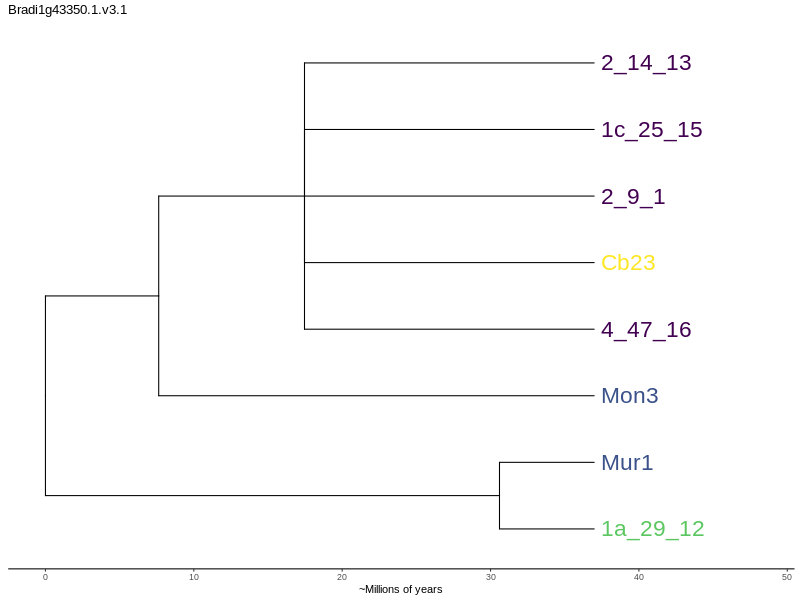 Bradi1g43350.1.v3.1
2_14_13
1c_25_15
2_9_1
Cb23
4_47_16
Mon3
Mur1
1a_29_12
0 10 20 30 40 50
~Millions of years